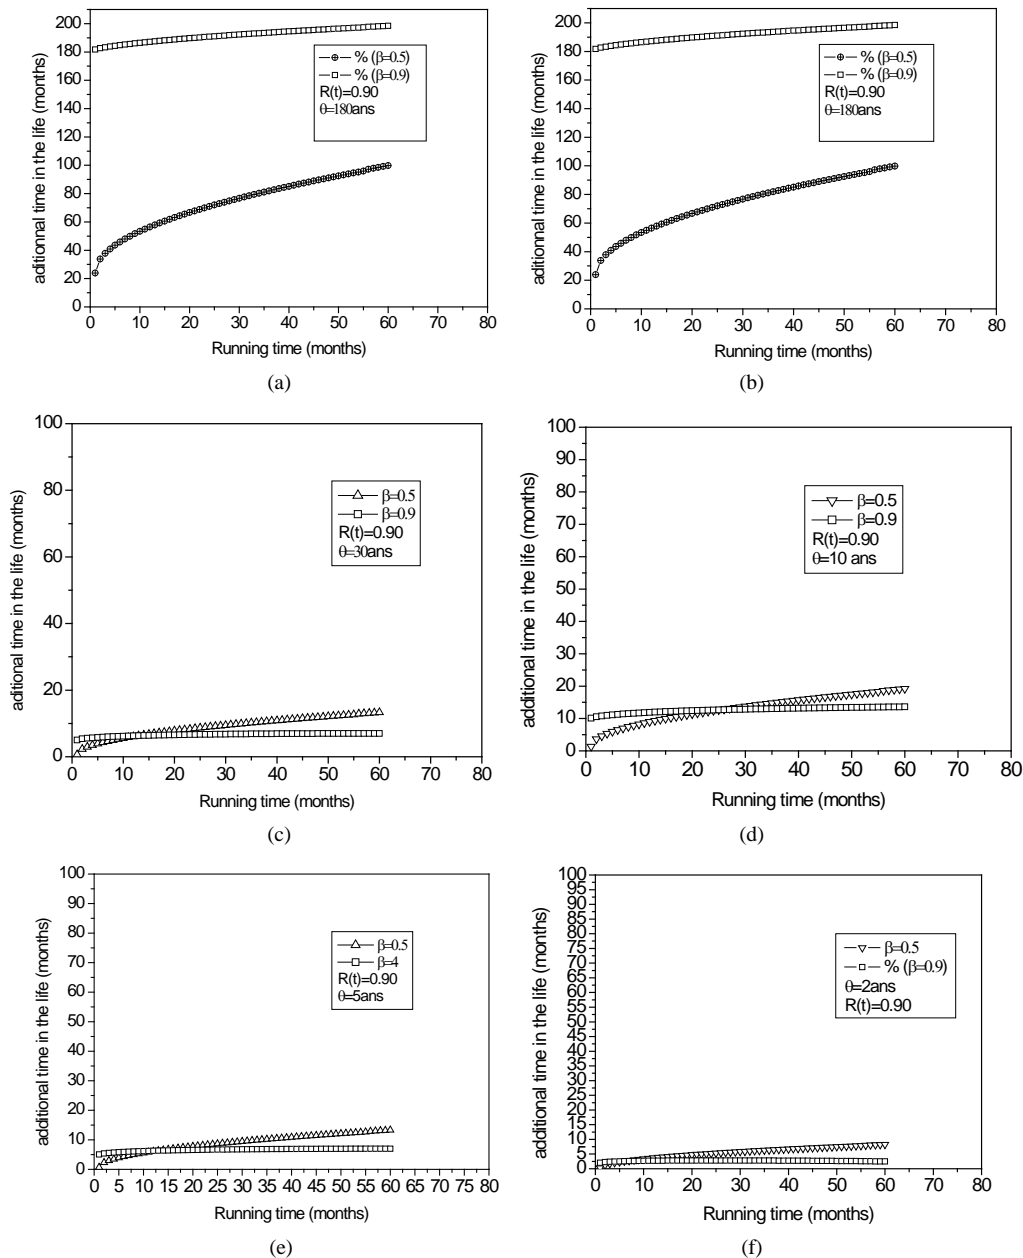 aditionnal time in the life (months)
200
180
160
140
120
100
80
60
40
20
0
% (β=0.5)
% (β=0.9)
R(t)=0.90
θ=180ans
0 10 20 30 40 50 60 70 80
Running time (months)
(a)
aditionnal time in the life (months)
200
180
160
140
120
100
80
60
40
20
0
% (β=0.5)
% (β=0.9)
R(t)=0.90
θ=180ans
0 10 20 30 40 50 60 70 80
Running time (months)
(b)
aditional time in the life (months)
100
80
60
40
20
0
β=0.5
β=0.9
R(t)=0.90
θ=30ans
0 10 20 30 40 50 60 70 80
Running time (months)
(c)
additional time in the life (months)
100
90
80
70
60
50
40
30
20
10
0
β=0.5
β=0.9
R(t)=0.90
θ=10 ans
0 10 20 30 40 50 60 70 80
Running time (months)
(d)
aditional time in the life (months)
100
90
80
70
60
50
40
30
20
10
0
β=0.5
β=4
R(t)=0.90
θ=5ans
0 5 10 15 20 25 30 35 40 45 50 55 60 65 70 75 80
Running time (months)
(e)
additional time in the life (months)
100
95
90
85
80
75
70
65
60
55
50
45
40
35
30
25
20
15
10
5
0
β=0.5
% (β=0.9)
θ=2ans
R(t)=0.90
0 10 20 30 40 50 60 70 80
Running time (months)
(f)